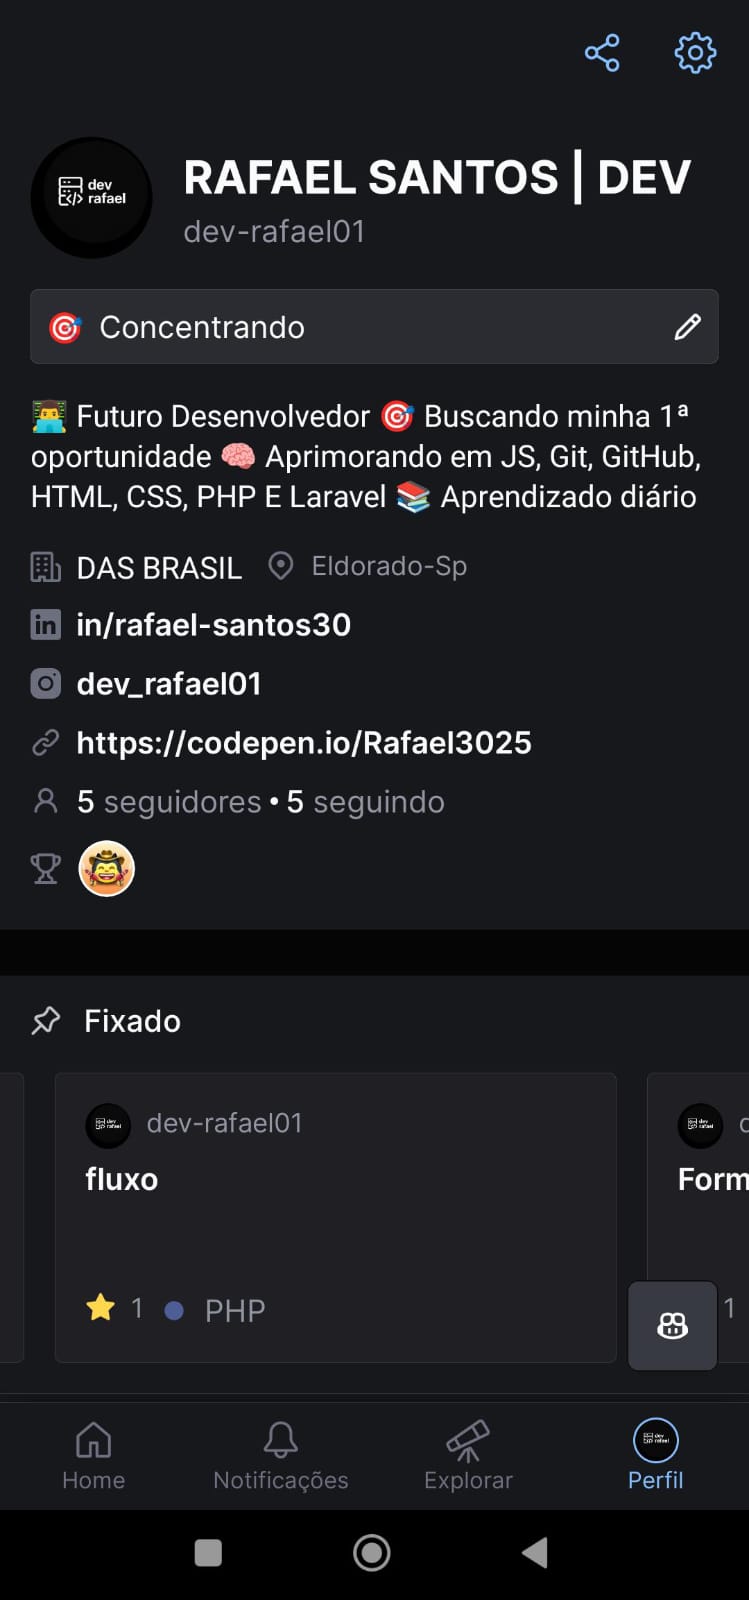 dev
rafael
RAFAEL SANTOS | DEV
dev-rafael01
🎯 Concentrando
👨‍💻 Futuro Desenvolvedor 🎯 Buscando minha 1ª
oportunidade 🧠 Aprimorando em JS, Git, GitHub,
HTML, CSS, PHP E Laravel 📚 Aprendizado diário
DAS BRASIL Eldorado-Sp
in/rafael-santos30
dev_rafael01
https://codepen.io/Rafael3025
5 seguidores • 5 seguindo
Fixado
dev-rafael01
fluxo
Form
⭐ 1 PHP
1
Home Notificações Explorar Perfil